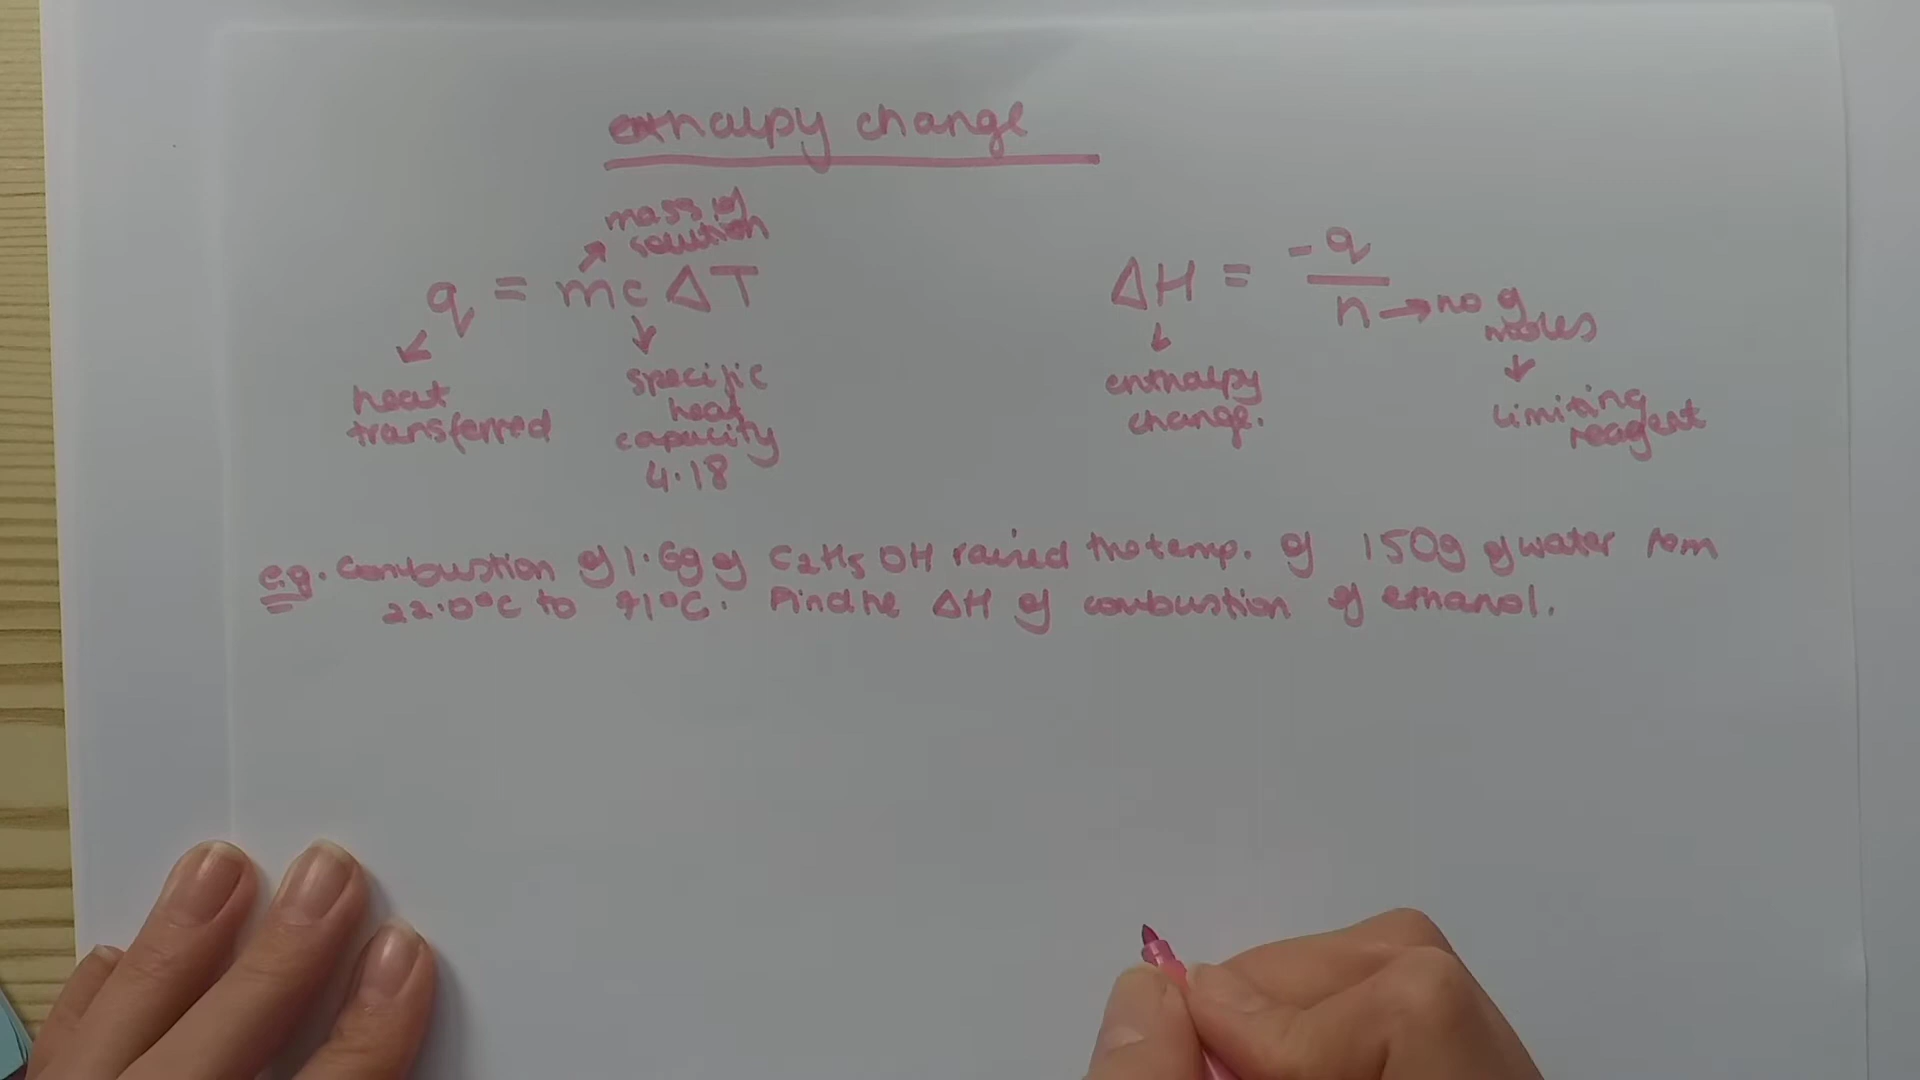 enthalpy change
mass of
solution
q = mc ΔT
heat
transferred
specific
heat
capacity
4.18
ΔH = -q
n → no of
moles
enthalpy
change.
limiting
reagent
e.g. Combustion of 1.6g of C2H5OH raised the temp. of 150g of water from
22.0°C to 71°C. Find the ΔH of combustion of ethanol.